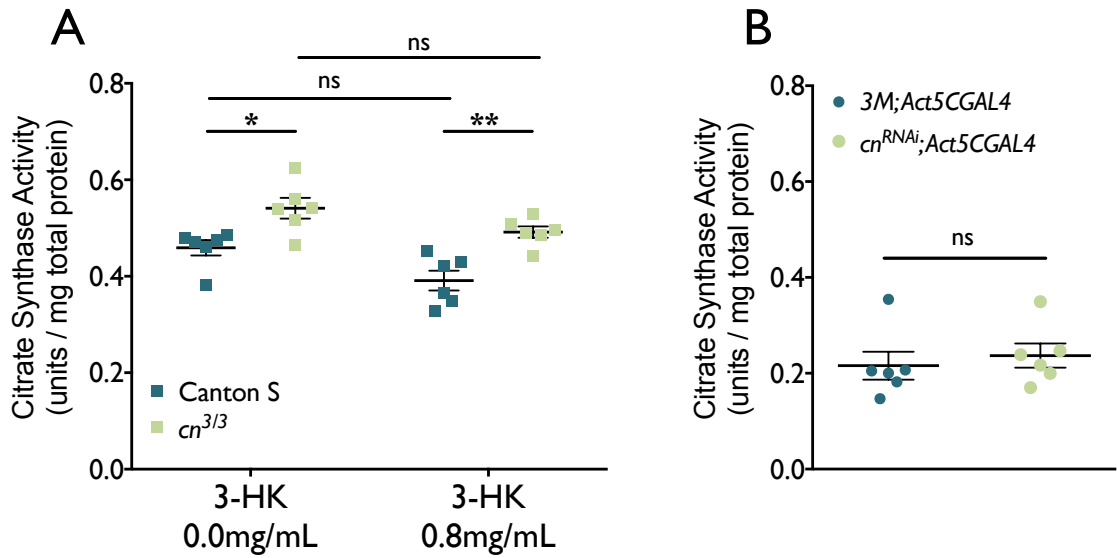 A
ns
ns
*
**
0.8
0.6
0.4
0.2
0.0
Citrate Synthase Activity
(units / mg total protein)
Canton S
cn3/3
3-HK
0.0mg/mL
3-HK
0.8mg/mL
B
3M;Act5CGAL4
cnRNAi;Act5CGAL4
ns
0.8
0.6
0.4
0.2
0.0
Citrate Synthase Activity
(units / mg total protein)